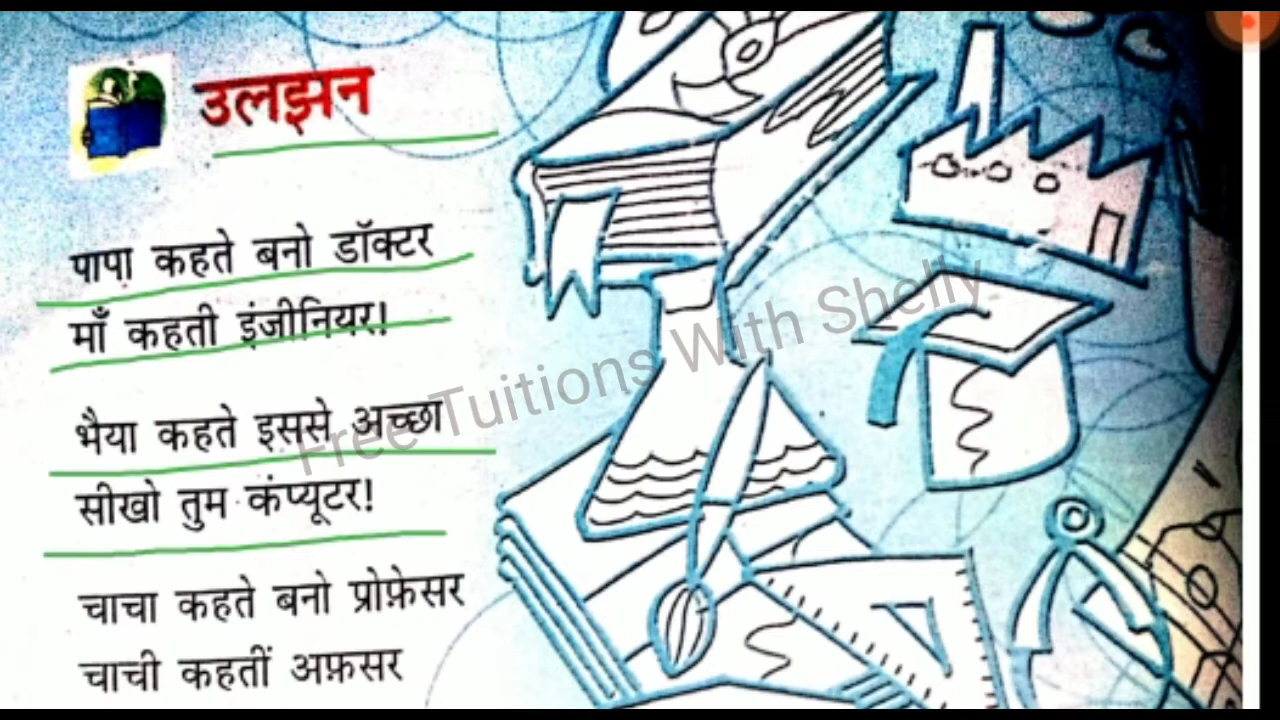 उलझन
पापा कहते बनो डॉक्टर
माँ कहती इंजीनियर!
भैया कहते इससे अच्छा
सीखो तुम कंप्यूटर!
चाचा कहते बनो प्रोफ़ेसर
चाची कहतीं अफ़सर
Free Tuitions With Shelly